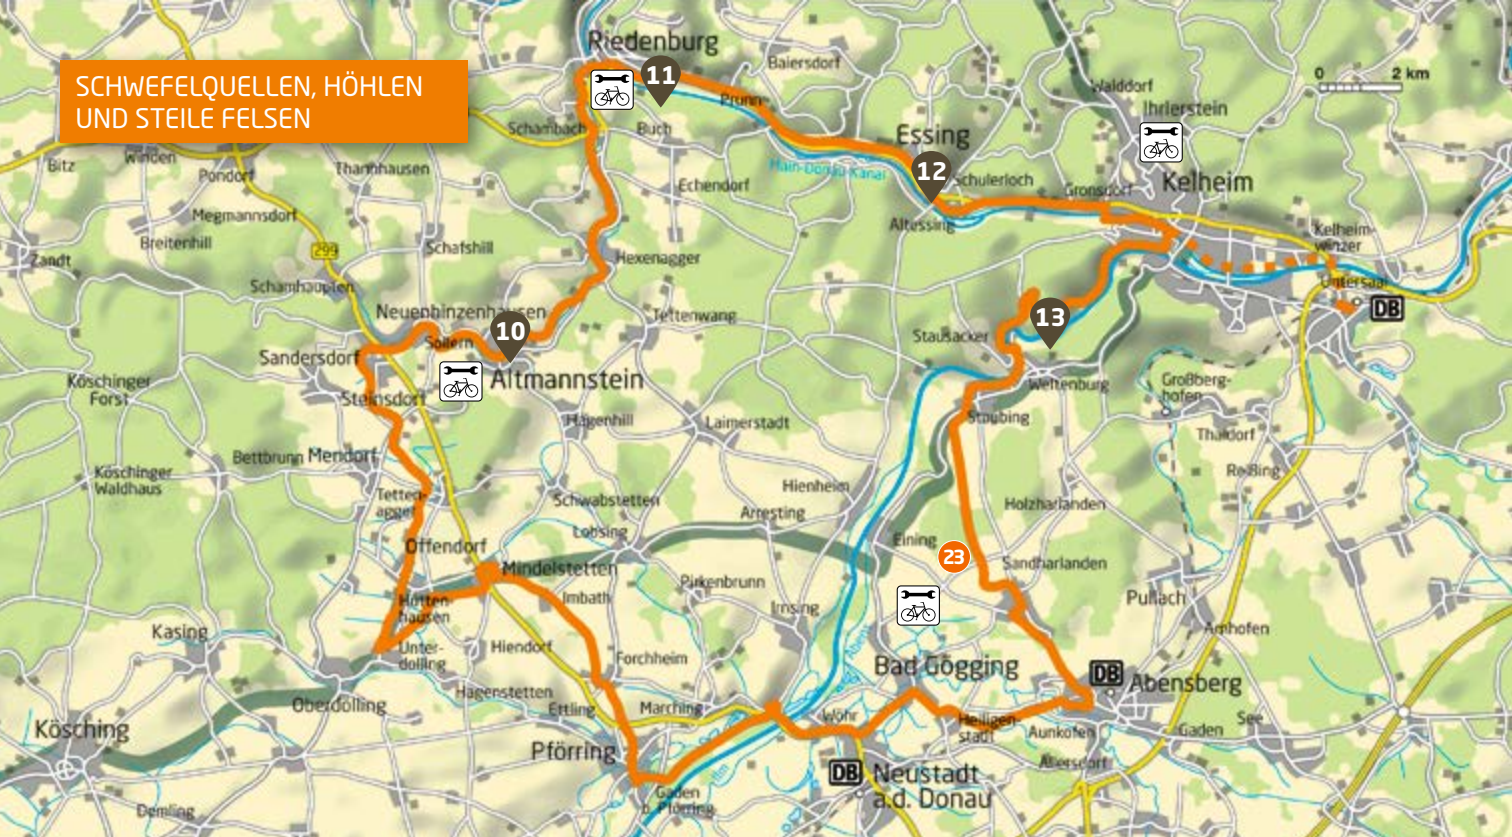 SCHWEFELQUELLEN, HÖHLEN
UND STEILE FELSEN
Riedenburg
11
Baiersdorf
0 2 km
Walddorf
Ihrlerstein
Prunn
Schambach
Buch
Essing
Bitz
Winden
Pondorf
Thannhausen
Main-Donau-Kanal
12
Schulerloch
Gronsdorf
Kelheim
Echendorf
Megmannsdorf
Altessing
Breitenhill
299
Schafshill
Hexenagger
Kelheim-
winzer
Zandt
Schamhaupten
Untersaal
DB
Neuenhinzenhausen
10
Tettenwang
13
Sollern
Stausacker
Sandersdorf
Altmannstein
Köschinger
Forst
Steinsdorf
Weltenburg
Großberg-
hofen
Hagenhill
Laimerstadt
Staubing
Thaldorf
Bettbrunn
Mendorf
Köschinger
Waldhaus
Reißing
Tetten-
agger
Schwabstetten
Hienheim
Holzharlanden
Arresting
Lobsing
Offendorf
Eining
23
Sandharlanden
Mindelstetten
Pirkenbrunn
Imbath
Hütten-
hausen
Irnsing
Pullach
Kasing
Arnhofen
Unter-
dolling
Hiendorf
Forchheim
Abens
Bad Gögging
DB
Abensberg
Hagenstetten
Oberdolling
Ettling
Marching
Wöhr
Heiligen-
stadt
Aunkofen
See
Gaden
Kösching
Pförring
Allersdorf
DB
Neustadt
a.d. Donau
Ilm
Gaden
b. Pförring
Demling